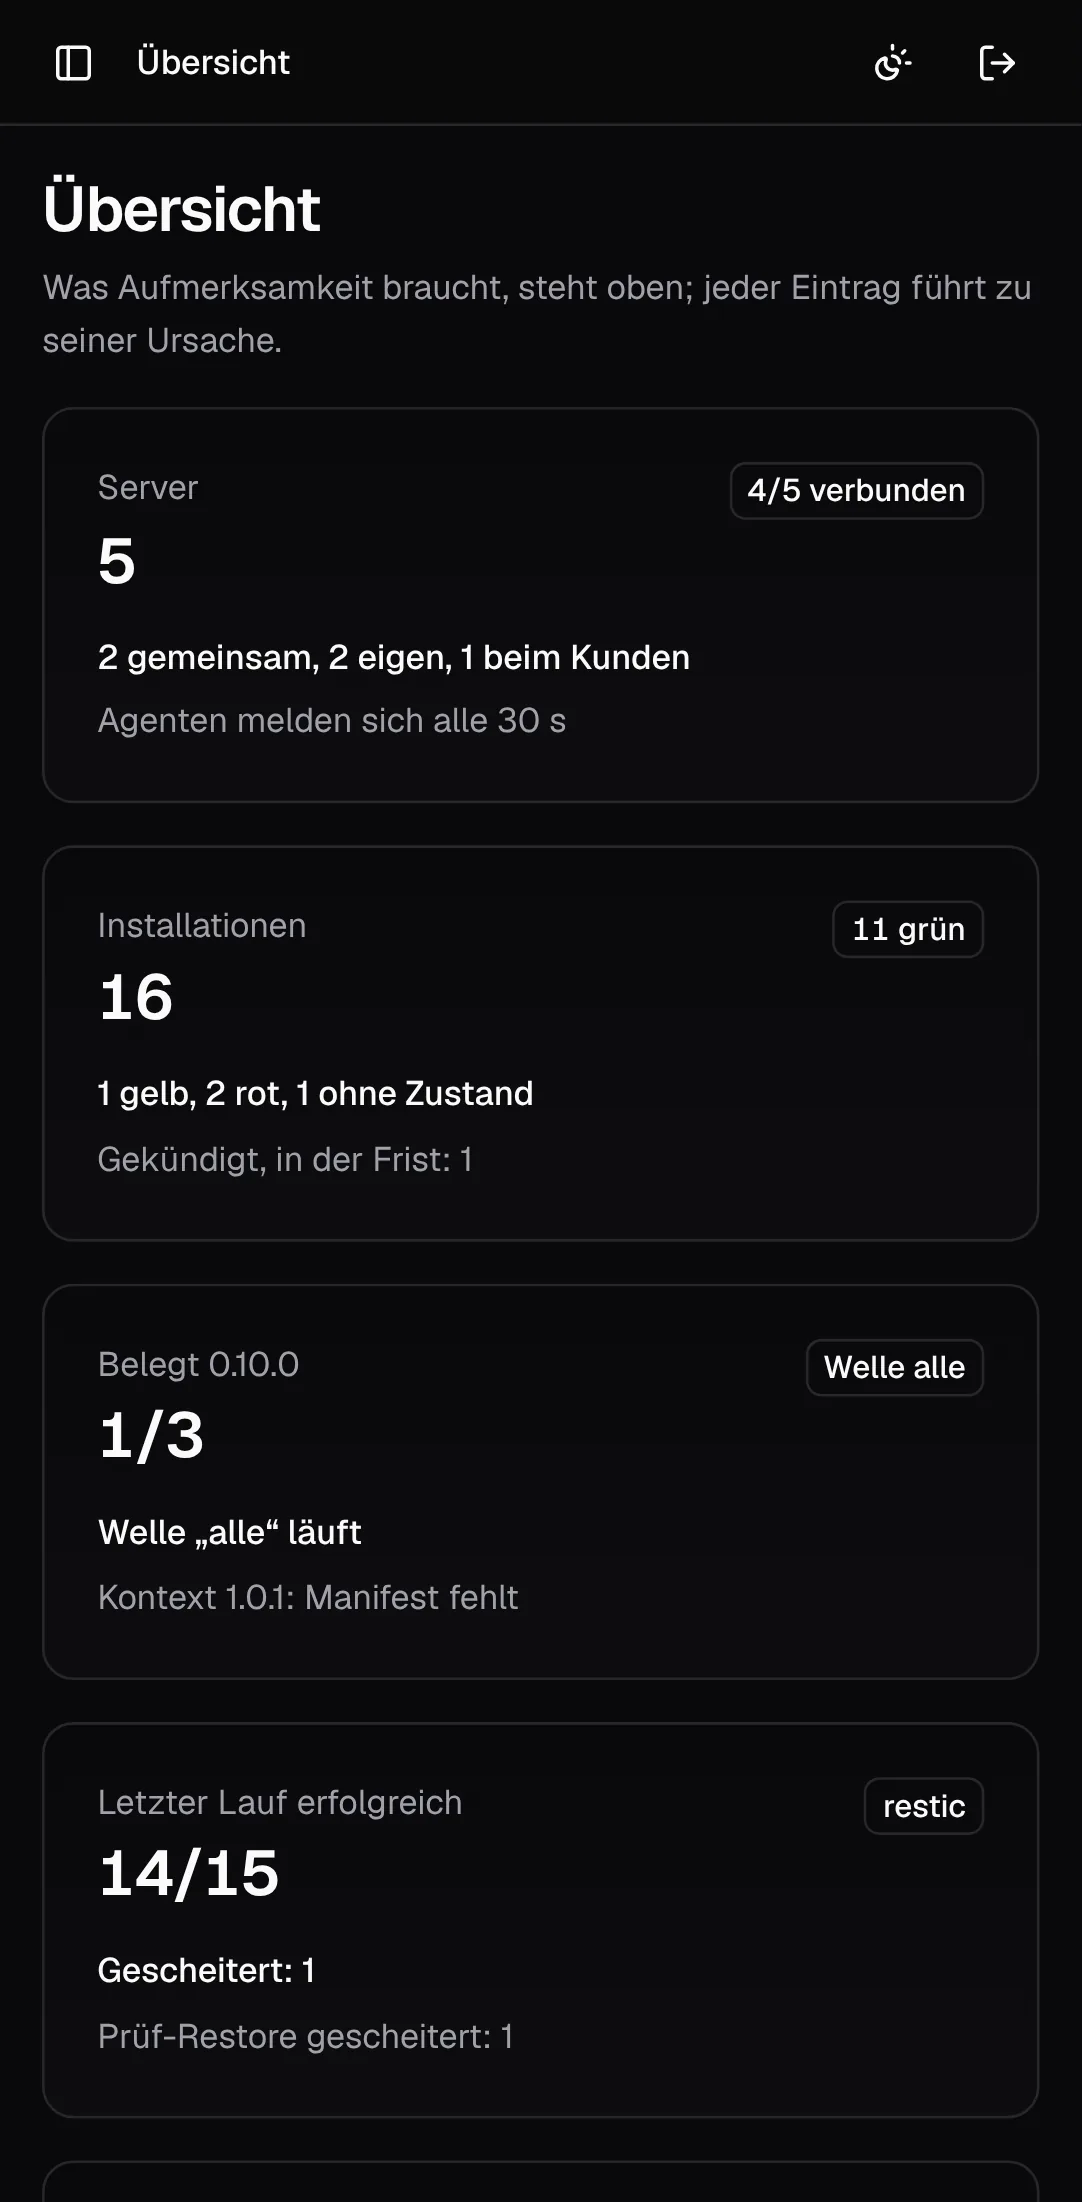 Übersicht
Übersicht
Was Aufmerksamkeit braucht, steht oben; jeder Eintrag führt zu
seiner Ursache.
Server
4/5 verbunden
5
2 gemeinsam, 2 eigen, 1 beim Kunden
Agenten melden sich alle 30 s
Installationen
11 grün
16
1 gelb, 2 rot, 1 ohne Zustand
Gekündigt, in der Frist: 1
Belegt 0.10.0
Welle alle
1/3
Welle „alle“ läuft
Kontext 1.0.1: Manifest fehlt
Letzter Lauf erfolgreich
restic
14/15
Gescheitert: 1
Prüf-Restore gescheitert: 1